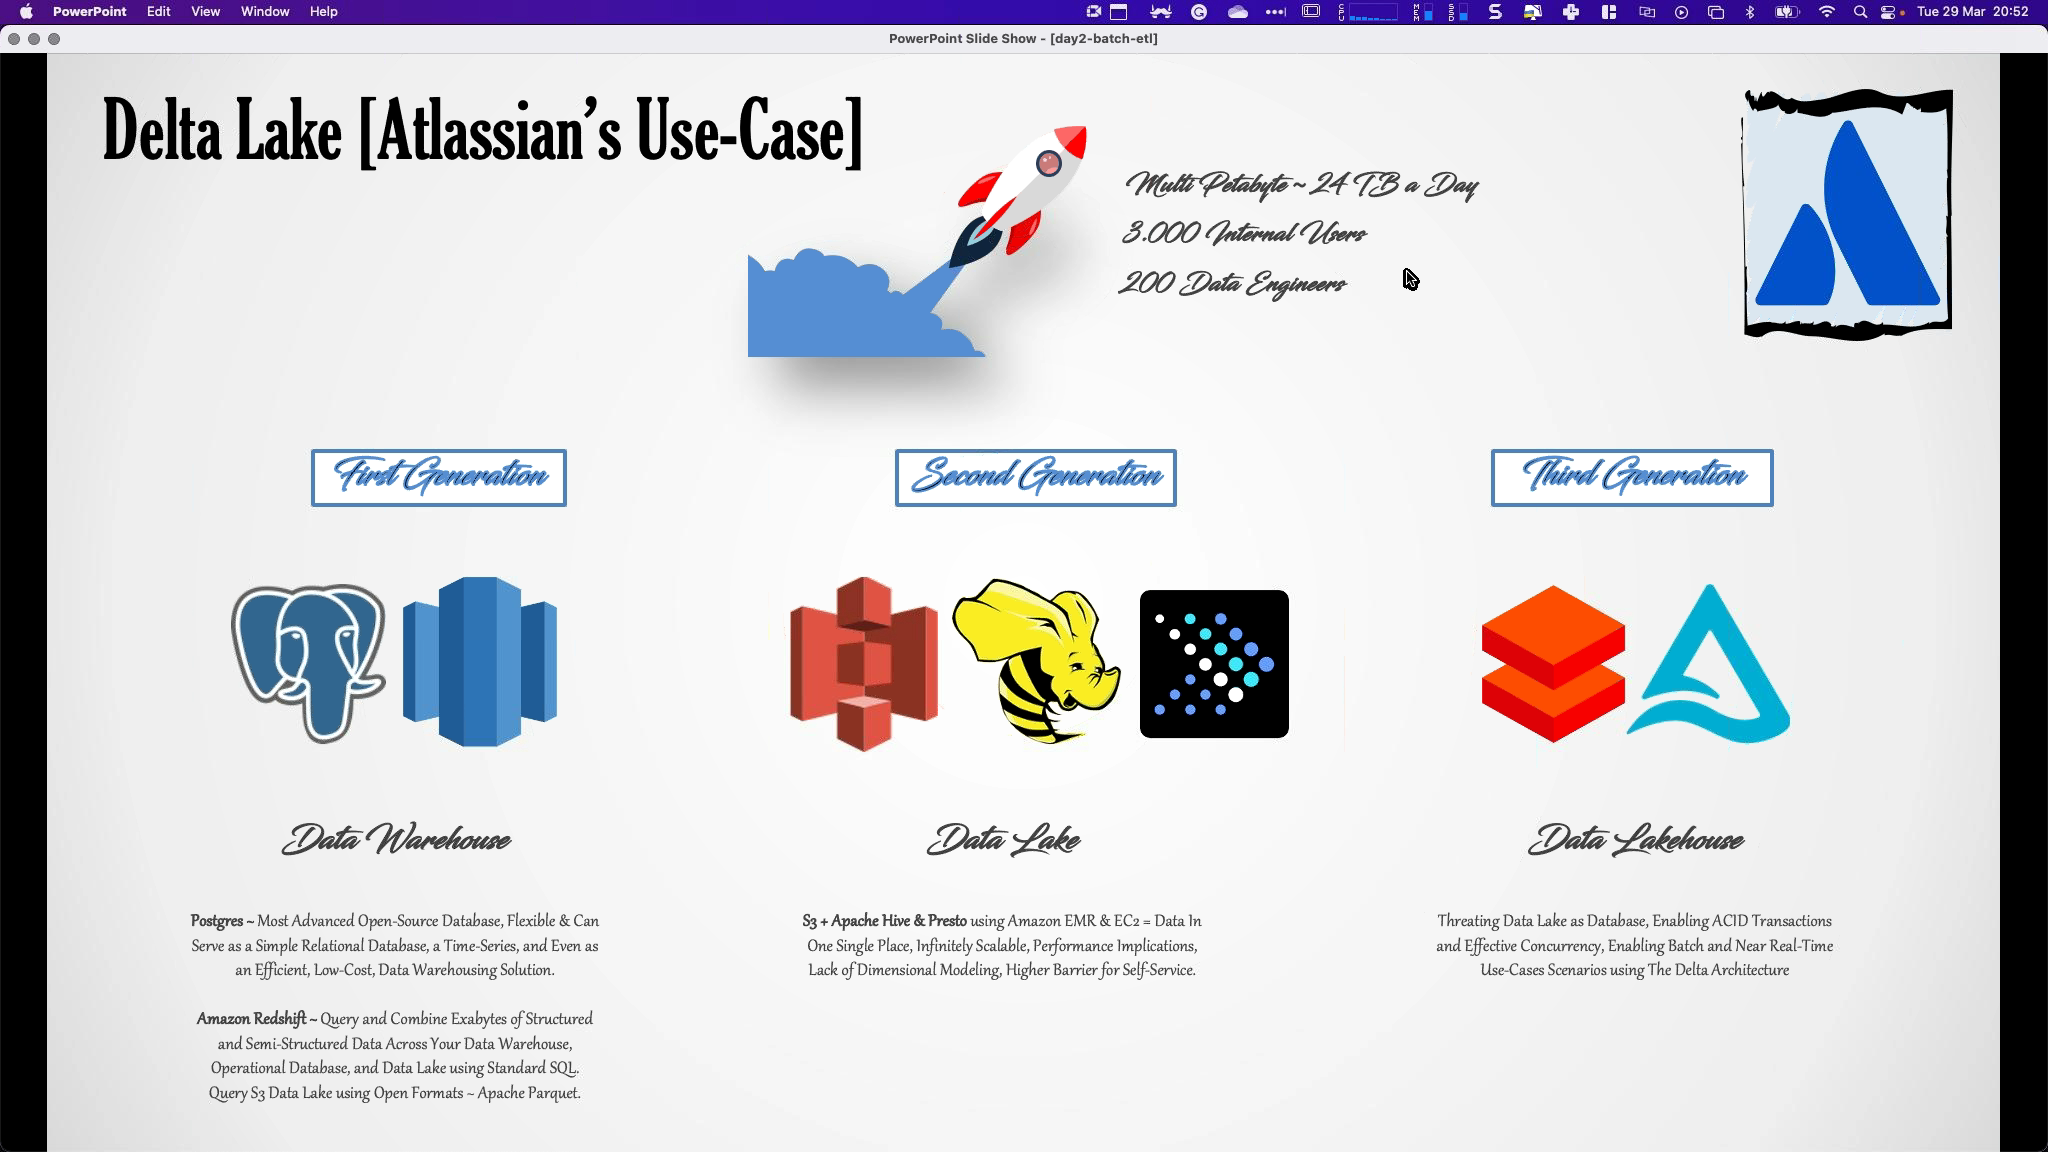 PowerPoint Edit View Window Help
Tue 29 Mar 20:52
PowerPoint Slide Show - [day2-batch-etl]
Delta Lake [Atlassian's Use-Case]
Multi Petabyte ~ 24 TB a Day
3.000 Internal Users
200 Data Engineers
First Generation
Second Generation
Third Generation
Data Warehouse
Data Lake
Data Lakehouse
Postgres ~ Most Advanced Open-Source Database, Flexible & Can
Serve as a Simple Relational Database, a Time-Series, and Even as
an Efficient, Low-Cost, Data Warehousing Solution.
Amazon Redshift ~ Query and Combine Exabytes of Structured
and Semi-Structured Data Across Your Data Warehouse,
Operational Database, and Data Lake using Standard SQL.
Query S3 Data Lake using Open Formats ~ Apache Parquet.
S3 + Apache Hive & Presto using Amazon EMR & EC2 = Data In
One Single Place, Infinitely Scalable, Performance Implications,
Lack of Dimensional Modeling, Higher Barrier for Self-Service.
Threating Data Lake as Database, Enabling ACID Transactions
and Effective Concurrency, Enabling Batch and Near Real-Time
Use-Cases Scenarios using The Delta Architecture